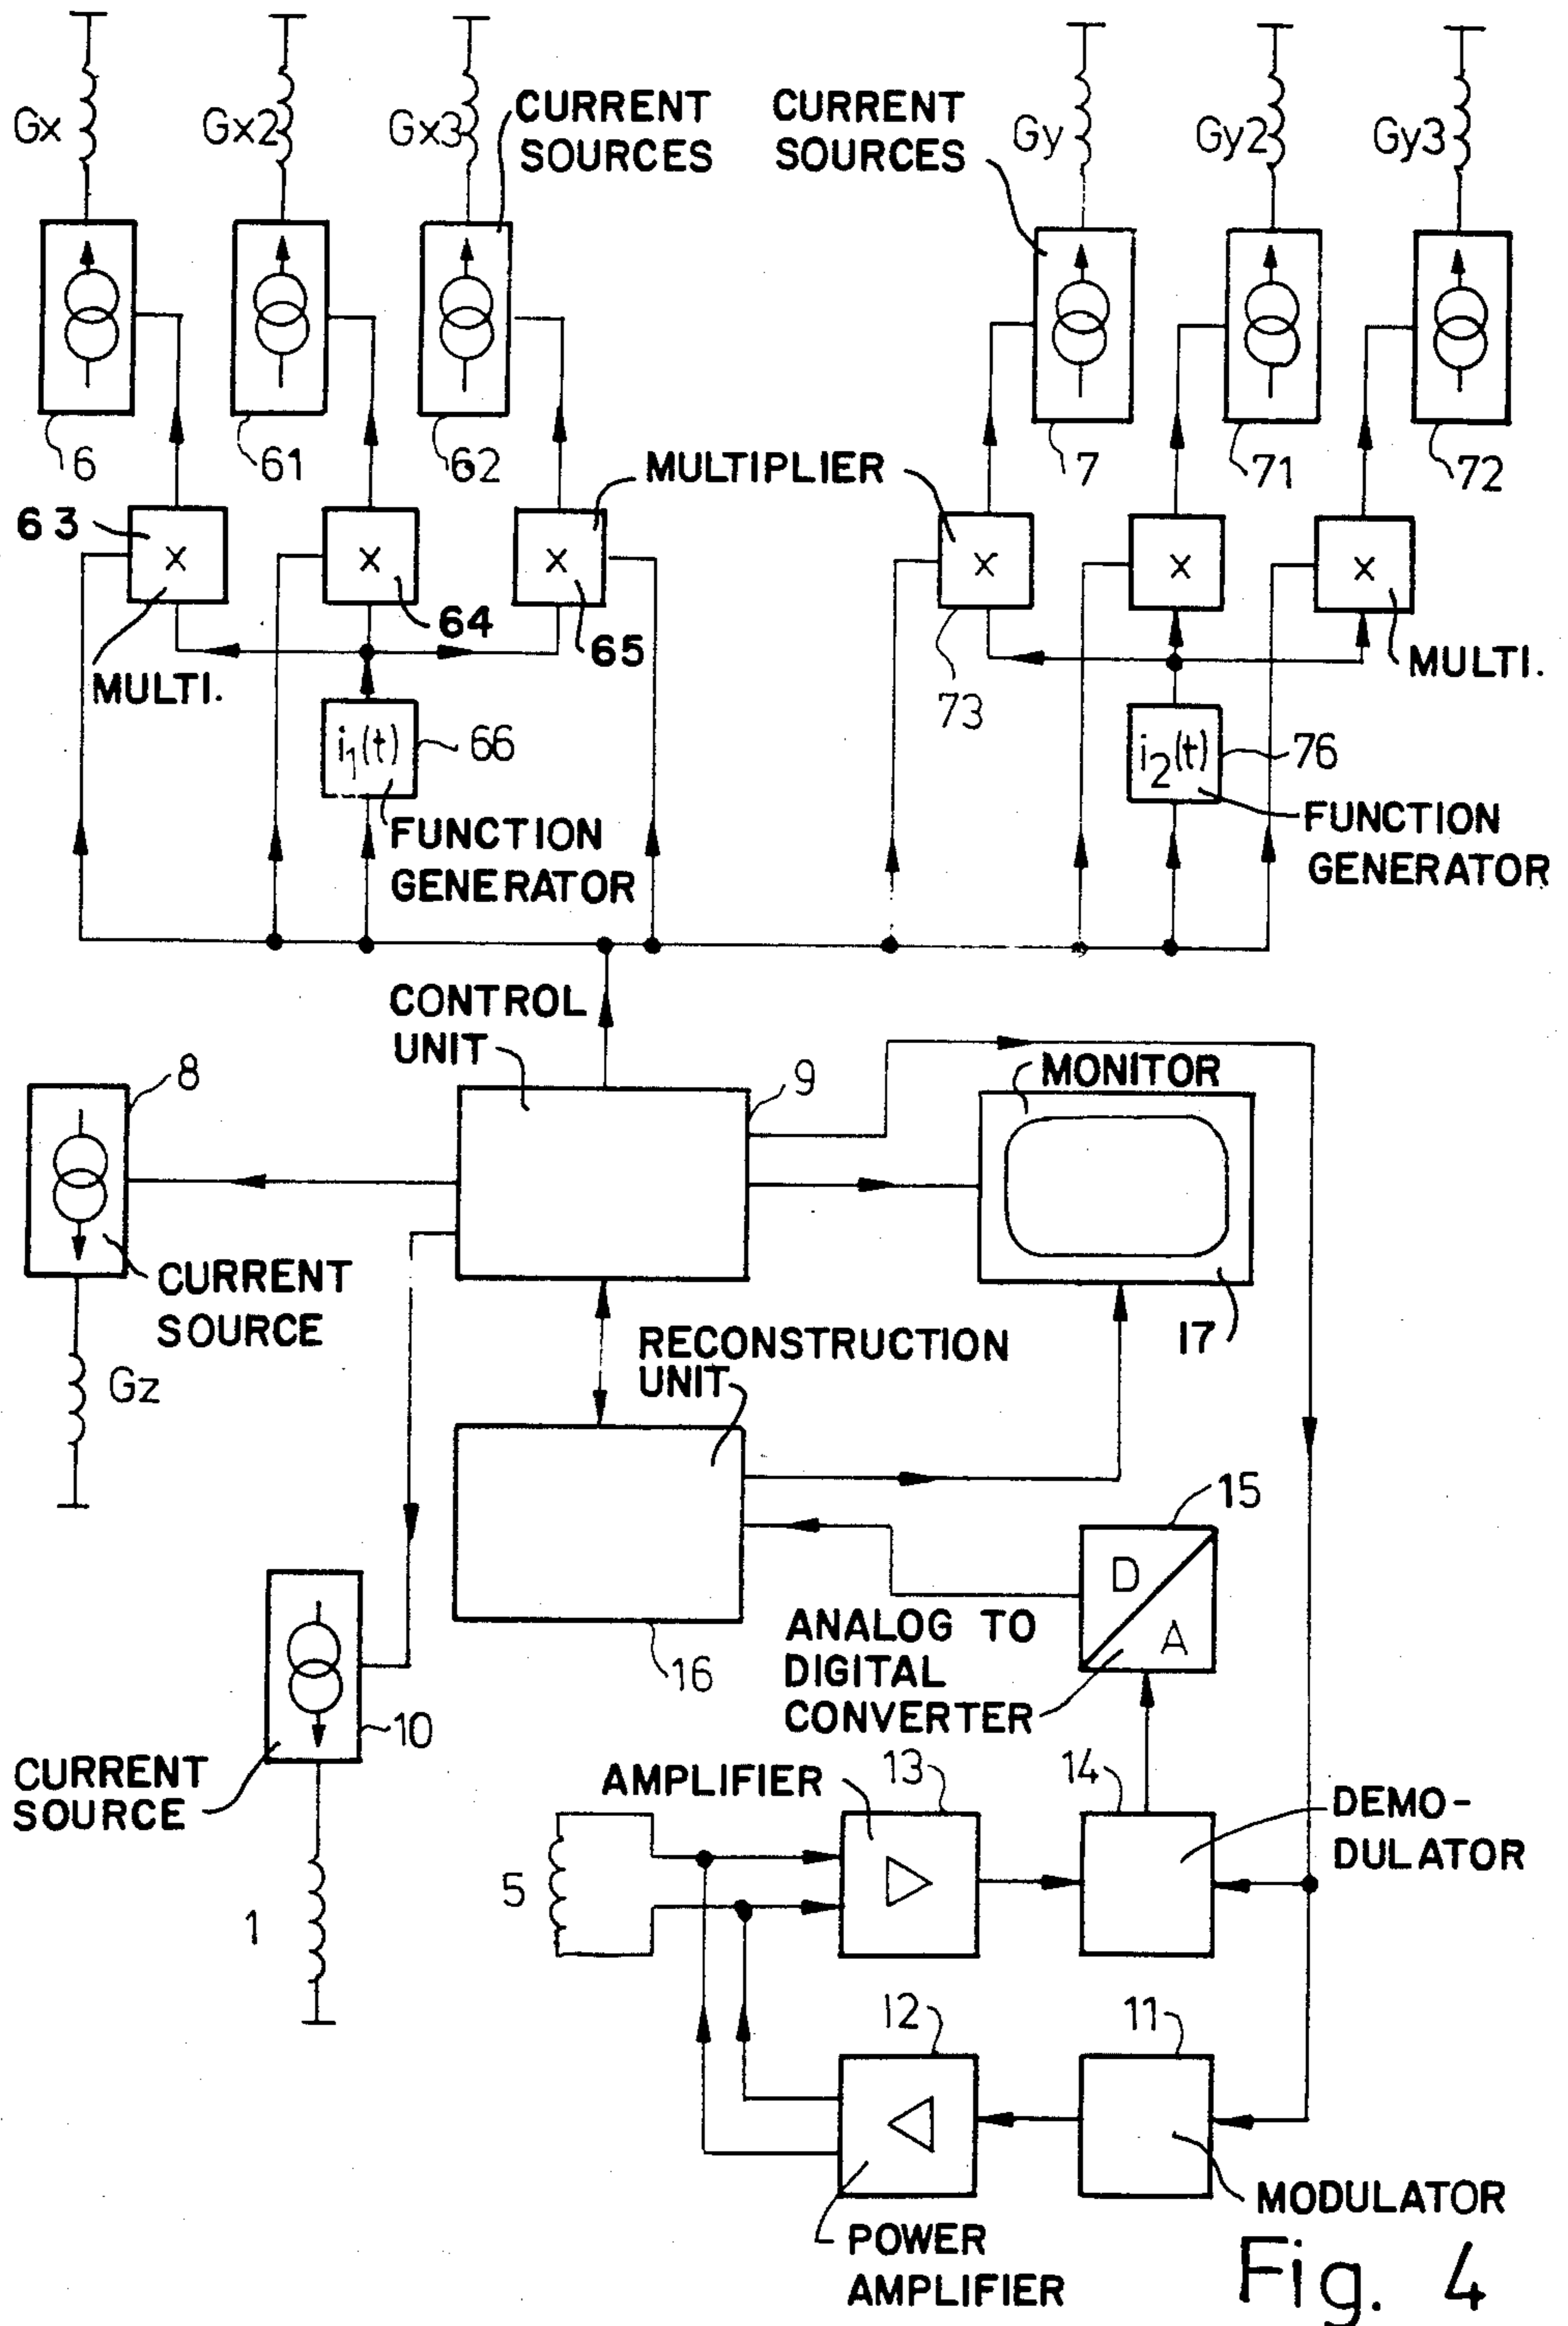 Gx
Gx2
Gx3
CURRENT
SOURCES
CURRENT
SOURCES
Gy
Gy2
Gy3
6
61
62
MULTIPLIER
7
71
72
63
x
x
x
x
x
x
64
65
MULTI.
73
MULTI.
i1(t)
66
i2(t)
76
FUNCTION
GENERATOR
FUNCTION
GENERATOR
CONTROL
UNIT
8
9
MONITOR
CURRENT
SOURCE
17
Gz
RECONSTRUCTION
UNIT
15
D
A
16
ANALOG TO
DIGITAL
CONVERTER
10
CURRENT
SOURCE
AMPLIFIER
13
14
DEMO-
DULATOR
5
1
12
11
MODULATOR
POWER
AMPLIFIER
Fig. 4